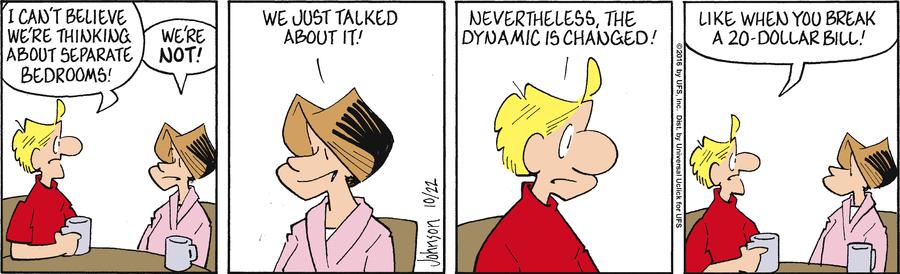 I CAN'T BELIEVE
WE'RE THINKING
ABOUT SEPARATE
BEDROOMS!
WE'RE
NOT!
WE JUST TALKED
ABOUT IT!
Johnson 10/22
NEVERTHELESS, THE
DYNAMIC IS CHANGED!
©2016 by UFS, Inc. Dist. by Universal Uclick for UFS
LIKE WHEN YOU BREAK
A 20-DOLLAR BILL!